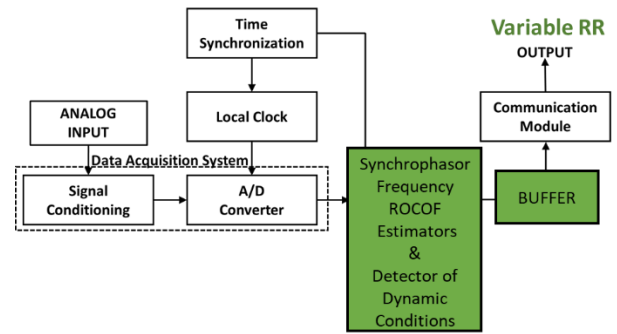 Time
Synchronization
Variable RR
OUTPUT
Local Clock
Communication
Module
ANALOG
INPUT
Data Acquisition System
Signal
Conditioning
A/D
Converter
Synchrophasor
Frequency
ROCOF
Estimators
&
Detector of
Dynamic
Conditions
BUFFER